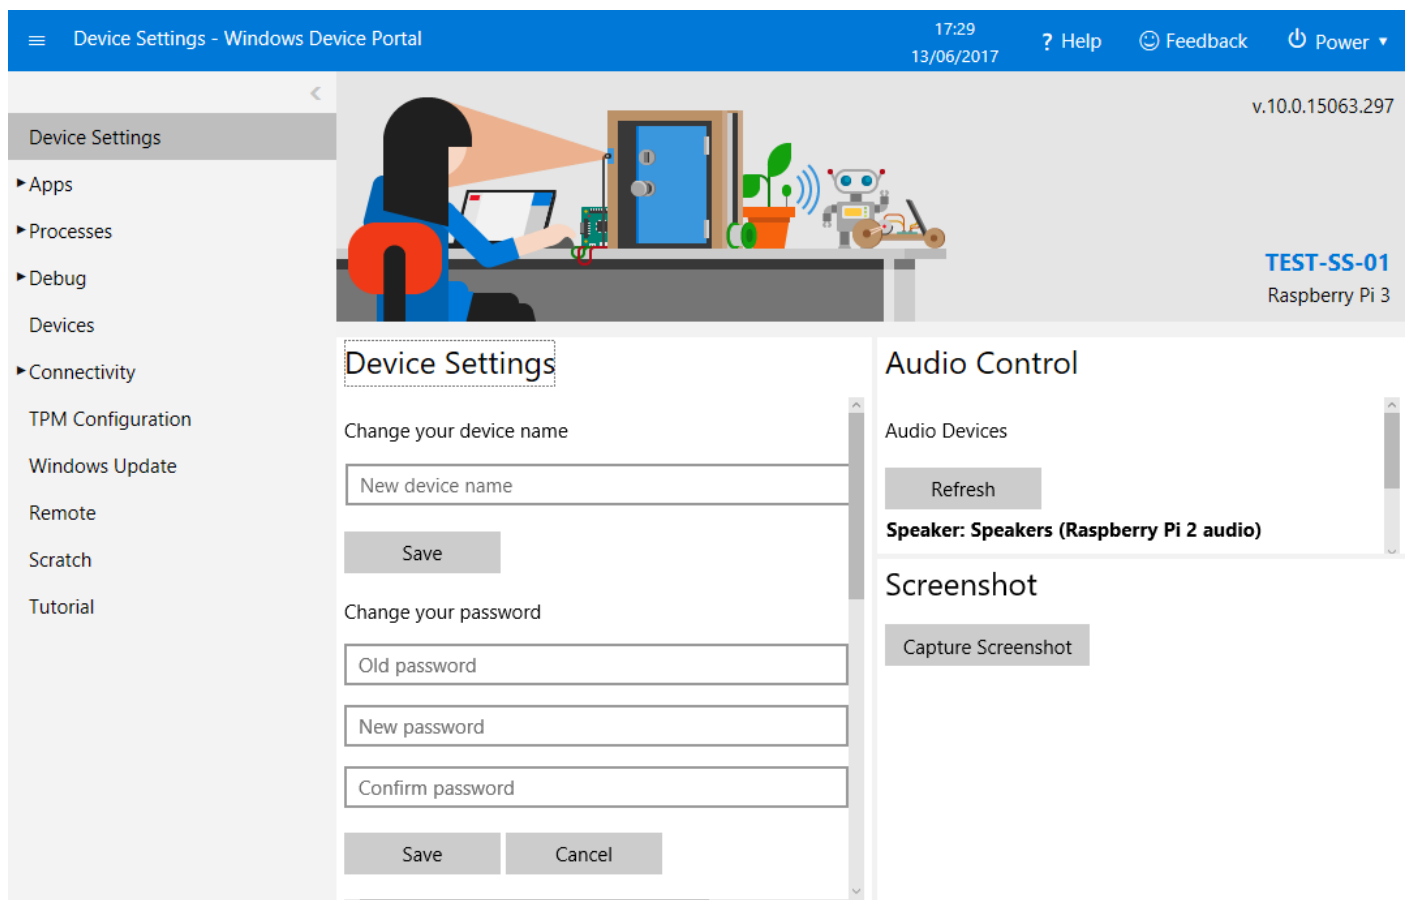 Device Settings - Windows Device Portal
17:29
13/06/2017
? Help
Feedback
Power
Device Settings
Apps
Processes
Debug
Devices
Connectivity
TPM Configuration
Windows Update
Remote
Scratch
Tutorial
v.10.0.15063.297
TEST-SS-01
Raspberry Pi 3
Device Settings
Change your device name
New device name
Save
Change your password
Old password
New password
Confirm password
Save
Cancel
Audio Control
Audio Devices
Refresh
Speaker: Speakers (Raspberry Pi 2 audio)
Screenshot
Capture Screenshot